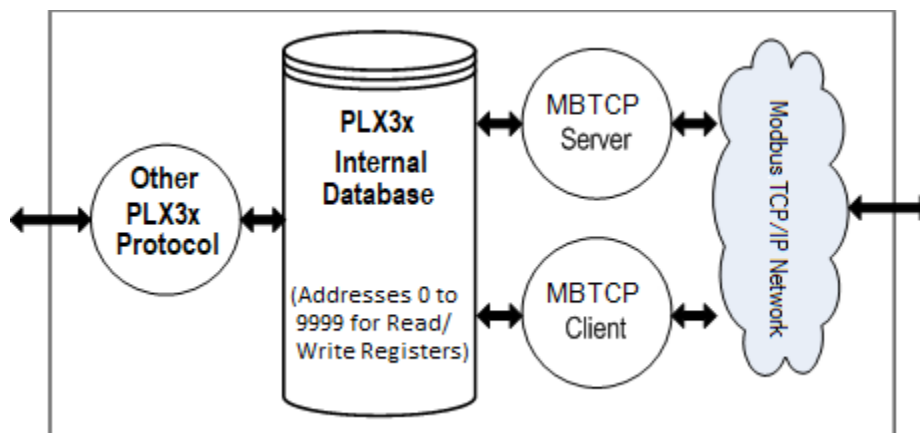 Other
PLX3x
Protocol
PLX3x
Internal
Database
(Addresses 0 to
9999 for Read/
Write Registers)
MBTCP
Server
MBTCP
Client
Modbus TCP/IP Network